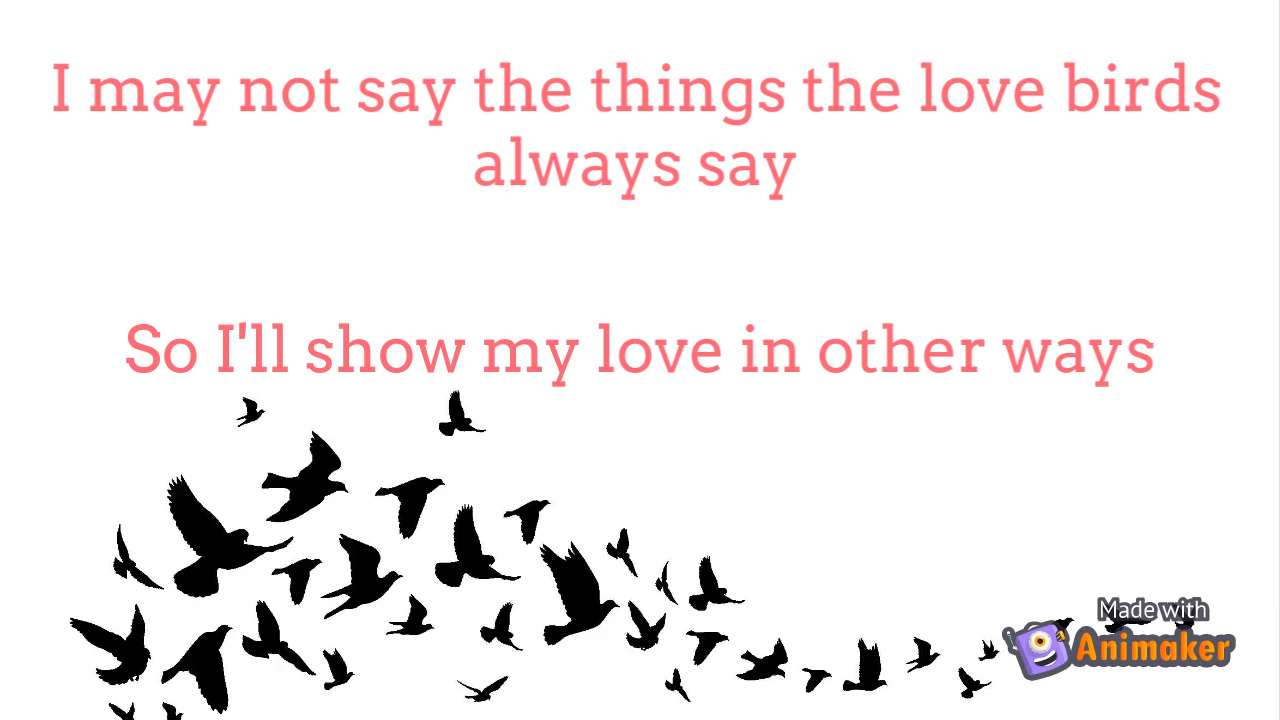 I may not say the things the love birds
always say
So I'll show my love in other ways
Made with
Animaker